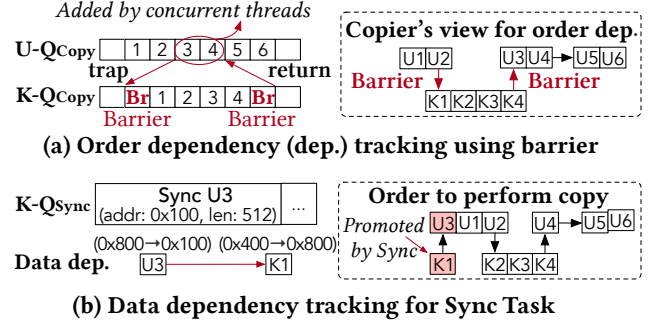 Added by concurrent threads
U-QCopy 1 2 3 4 5 6
trap return
K-QCopy Br 1 2 3 4 Br
Barrier Barrier
Copier's view for order dep.
U1 U2 U3 U4 U5 U6
Barrier Barrier
K1 K2 K3 K4
(a) Order dependency (dep.) tracking using barrier
K-QSync Sync U3 ...
(addr: 0x100, len: 512)
(0x800→0x100) (0x400→0x800)
Data dep. U3 K1
Order to perform copy
Promoted by Sync
U3 U1 U2 U4 U5 U6
K1 K2 K3 K4
(b) Data dependency tracking for Sync Task